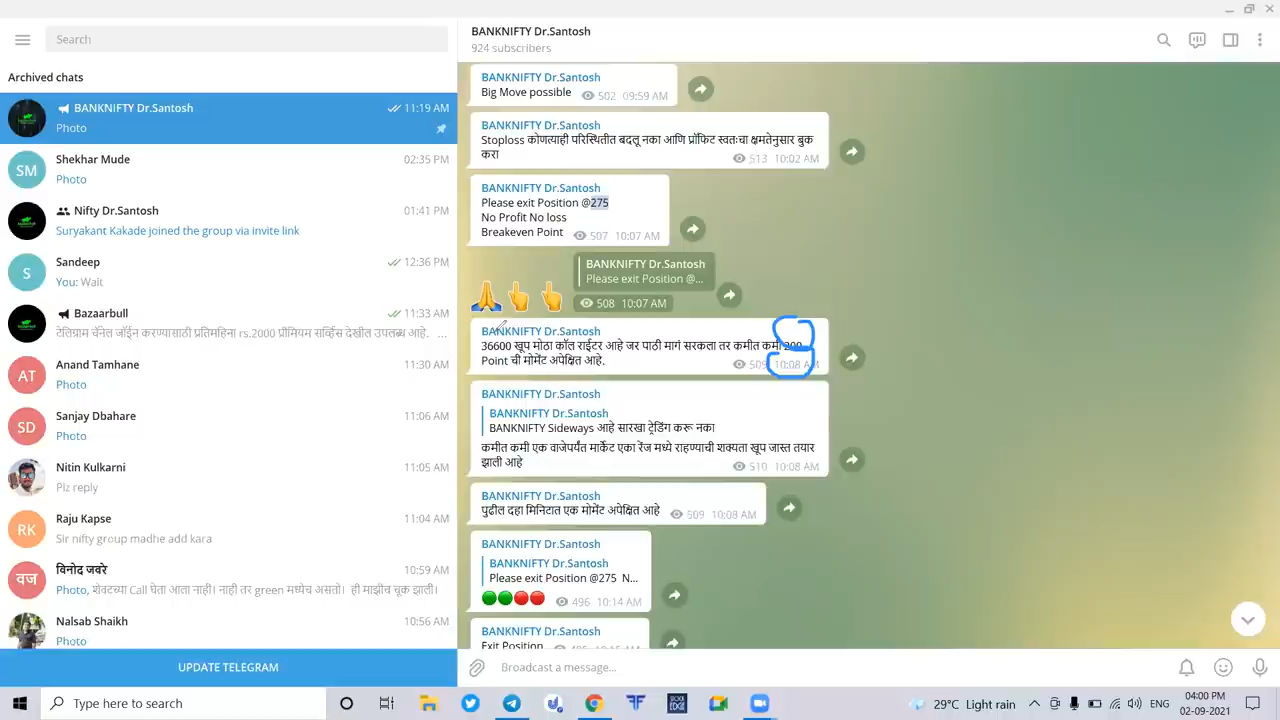 Search
Archived chats
BANKNIFTY Dr.Santosh
11:19 AM
Photo
Shekhar Mude
02:35 PM
Photo
Nifty Dr.Santosh
01:41 PM
Suryakant Kakade joined the group via invite link
Sandeep
12:36 PM
You: Wait
Bazaarbull
11:33 AM
टेलिग्राम चॅनेल जॉईन करण्यासाठी प्रतिमहिना rs.2000 प्रीमियम सर्व्हिस देखील उपलब्ध आहे. ...
Anand Tamhane
11:30 AM
Photo
Sanjay Dbahare
11:06 AM
Photo
Nitin Kulkarni
11:05 AM
Plz reply
RK
Raju Kapse
11:04 AM
Sir nifty group madhe add kara
विनोद जवरे
10:59 AM
Photo, शेवटच्या Call घेता आता नाही। नाही तर green मध्येच असतो। ही माझीच चूक झाली।
Nalsab Shaikh
10:56 AM
Photo
SM
S
AT
SD
वज
UPDATE TELEGRAM
BANKNIFTY Dr.Santosh
924 subscribers
BANKNIFTY Dr.Santosh
Big Move possible
502 09:59 AM
BANKNIFTY Dr.Santosh
Stoploss कोणत्याही परिस्थितीत बदलू नका आणि प्रॉफिट स्वतःचा क्षमतेनुसार बुक
करा
513 10:02 AM
BANKNIFTY Dr.Santosh
Please exit Position @275
No Profit No loss
Breakeven Point
507 10:07 AM
BANKNIFTY Dr.Santosh
Please exit Position @...
508 10:07 AM
BANKNIFTY Dr.Santosh
36600 खूप मोठा कॉल राईटर आहे जर पाठी मागं सरकला तर कमीत कमी 200
Point ची मोमेंट अपेक्षित आहे.
509 10:08 AM
BANKNIFTY Dr.Santosh
BANKNIFTY Dr.Santosh
BANKNIFTY Sideways आहे सारखा ट्रेडिंग करू नका
कमीत कमी एक वाजेपर्यंत मार्केट एका रेंज मध्ये राहण्याची शक्यता खूप जास्त तयार
झाली आहे
510 10:08 AM
BANKNIFTY Dr.Santosh
पुढील दहा मिनिटात एक मोमेंट अपेक्षित आहे
509 10:08 AM
BANKNIFTY Dr.Santosh
BANKNIFTY Dr.Santosh
Please exit Position @275 N...
496 10:14 AM
BANKNIFTY Dr.Santosh
Exit Position
Broadcast a message...
Type here to search
29°C Light rain
ENG
04:00 PM
02-09-2021